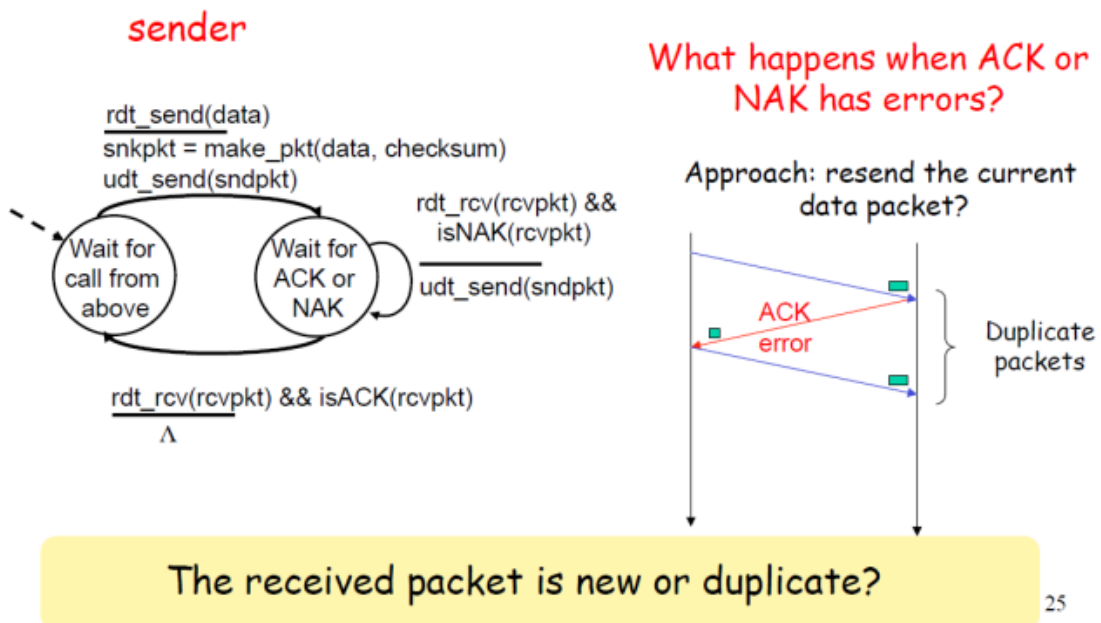 sender
rdt_send(data)
snkpkt = make_pkt(data, checksum)
udt_send(sndpkt)
Wait for
call from
above
Wait for
ACK or
NAK
rdt_rcv(rcvpkt) &&
isNAK(rcvpkt)
udt_send(sndpkt)
rdt_rcv(rcvpkt) && isACK(rcvpkt)
Λ
What happens when ACK or
NAK has errors?
Approach: resend the current
data packet?
ACK
error
Duplicate
packets
The received packet is new or duplicate?
25